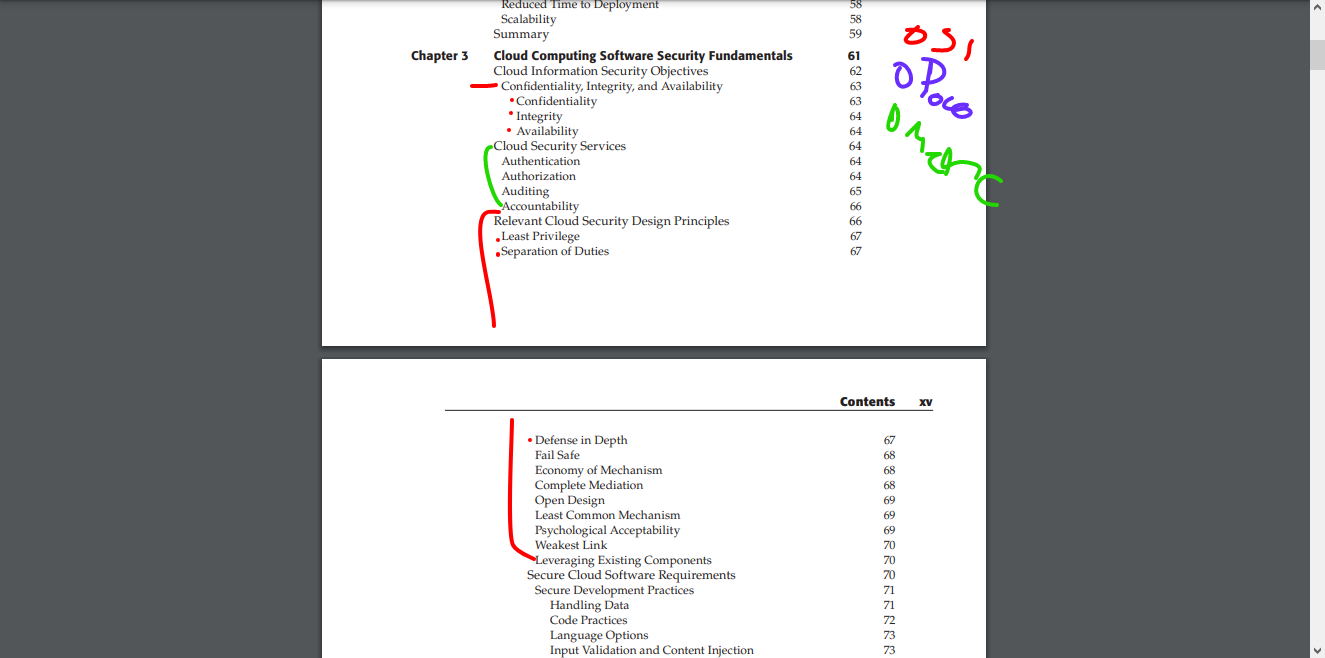 Reduced Time to Deployment 58
Scalability 58
Summary 59
Chapter 3 Cloud Computing Software Security Fundamentals 61
Cloud Information Security Objectives 62
Confidentiality, Integrity, and Availability 63
Confidentiality 63
Integrity 64
Availability 64
Cloud Security Services 64
Authentication 64
Authorization 64
Auditing 65
Accountability 66
Relevant Cloud Security Design Principles 66
Least Privilege 67
Separation of Duties 67
Contents xv
Defense in Depth 67
Fail Safe 68
Economy of Mechanism 68
Complete Mediation 68
Open Design 69
Least Common Mechanism 69
Psychological Acceptability 69
Weakest Link 70
Leveraging Existing Components 70
Secure Cloud Software Requirements 70
Secure Development Practices 71
Handling Data 71
Code Practices 72
Language Options 73
Input Validation and Content Injection 73